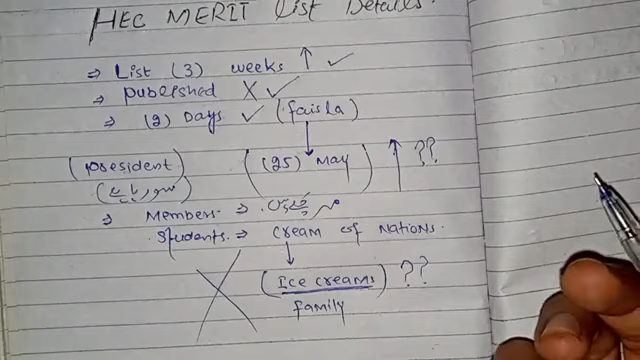 HEC MERIT List Details.
⇒ List (3) weeks ↑ ✓
⇒ published X ✓
⇒ (2) Days ✓ (faisla)
(president) ((25) May) ↑ ??
⇒ Members ⇒
Students ⇒ cream of Nations.
(Ice creams) ??
family